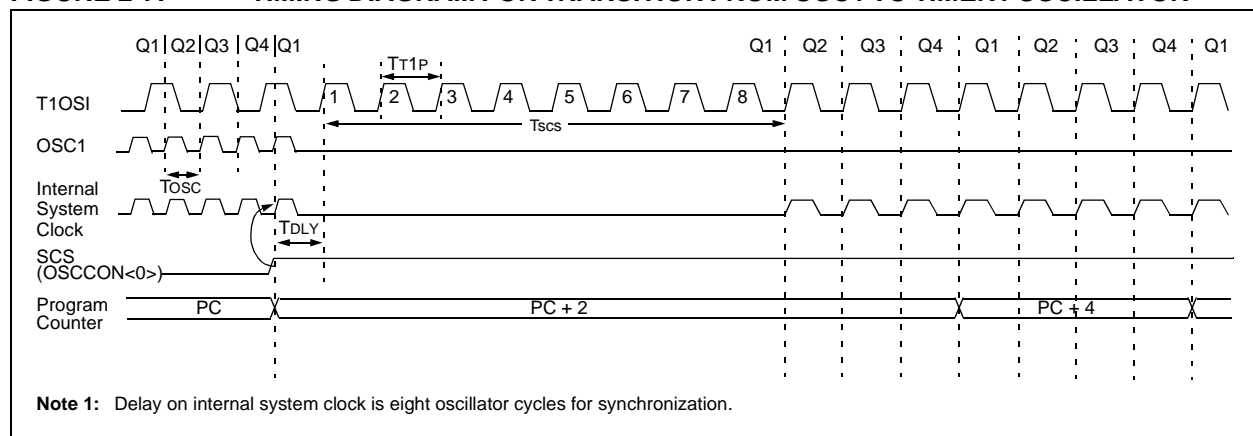 Q1 Q2 Q3 Q4 Q1 Q1 Q2 Q3 Q4 Q1 Q2 Q3 Q4 Q1
TT1P
T1OSI 1 2 3 4 5 6 7 8
Tscs
OSC1
TOSC
Internal
System
Clock
TDLY
SCS
(OSCCON<0>)
Program
Counter
PC PC + 2 PC + 4
Note 1: Delay on internal system clock is eight oscillator cycles for synchronization.